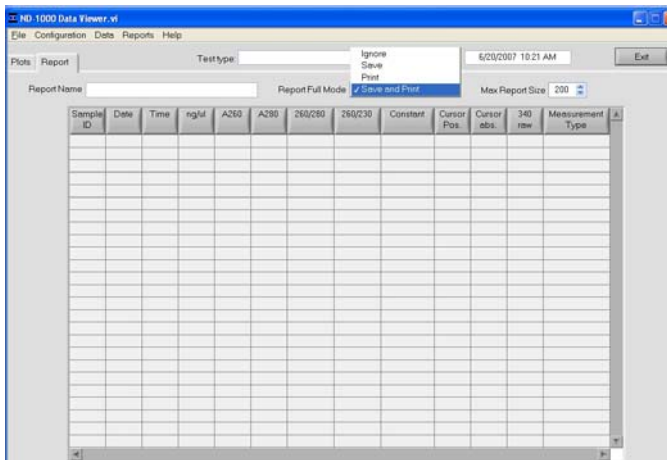 ND-1000 Data Viewer.vi
File Configuration Data Reports Help
Plots Report Test type: 6/20/2007 10:21 AM Exit
Ignore
Save
Print
✓ Save and Print
Report Name Report Full Mode Max Report Size 200
Sample ID Date Time ng/ul A260 A280 260/280 260/230 Constant Cursor Pos. Cursor abs. 340 raw Measurement Type